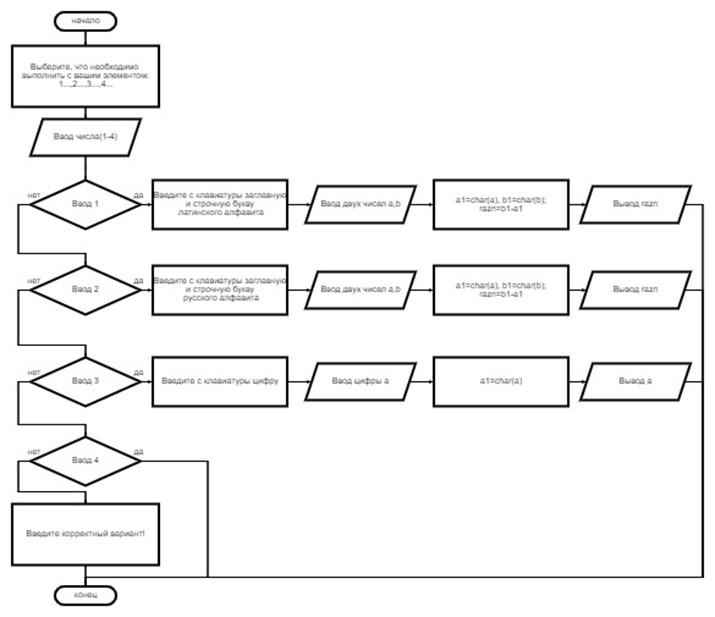 начало
Выберите, что необходимо
выполнить с вашим элементом:
1...,2...,3...,4...
Ввод числа(1-4)
нет
Ввод 1
да
Введите с клавиатуры заглавную
и строчную букву
латинского алфавита
Ввод двух чисел a,b
a1=char(a), b1=char(b);
razn=b1-a1
Вывод razn
нет
Ввод 2
да
Введите с клавиатуры заглавную
и строчную букву
русского алфавита
Ввод двух чисел a,b
a1=char(a), b1=char(b);
razn=b1-a1
Вывод razn
нет
Ввод 3
да
Введите с клавиатуры цифру
Ввод цифры a
a1=char(a)
Вывод a
нет
Ввод 4
да
Введите корректный вариант!
конец